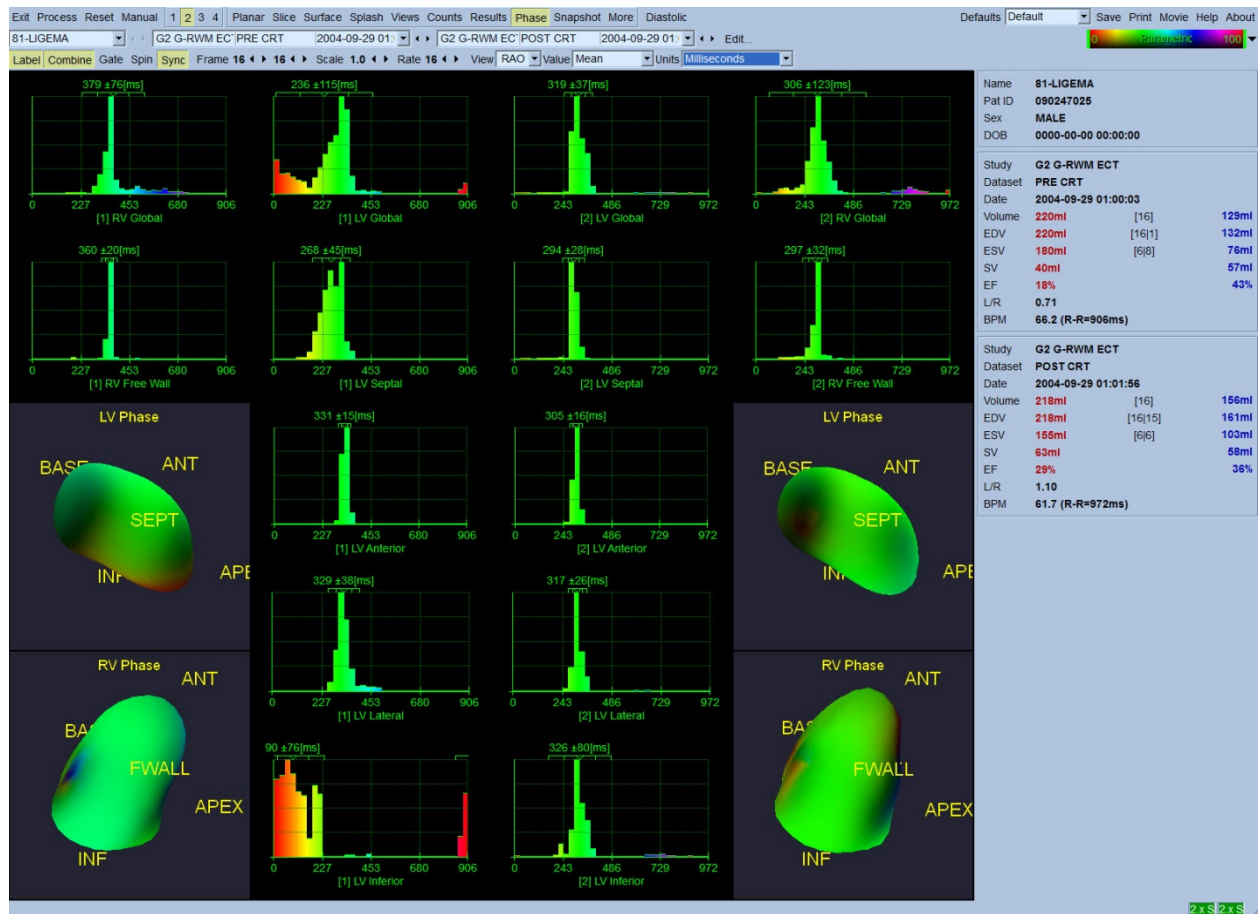 Exit Process Reset Manual 1 2 3 4 Planar Slice Surface Splash Views Counts Results Phase Snapshot More Diastolic Defaults Default Save Print Movie Help About
81-LIGEMA G2 G-RWM EC PRE CRT 2004-09-29 01: G2 G-RWM EC POST CRT 2004-09-29 01: Edit... 0 Parametric 100
Label Combine Gate Spin Sync Frame 16 16 Scale 1.0 Rate 16 View RAO Value Mean Units Milliseconds
379 ±76[ms] 236 ±115[ms] 319 ±37[ms] 306 ±123[ms]
0 227 453 680 906 0 227 453 680 906 0 243 486 729 972 0 243 486 729 972
[1] RV Global [1] LV Global [2] LV Global [2] RV Global
360 ±20[ms] 268 ±45[ms] 294 ±28[ms] 297 ±32[ms]
0 227 453 680 906 0 227 453 680 906 0 243 486 729 972 0 243 486 729 972
[1] RV Free Wall [1] LV Septal [2] LV Septal [2] RV Free Wall
LV Phase 331 ±15[ms] 305 ±16[ms] LV Phase
BASE ANT BASE ANT
SEPT SEPT
0 227 453 680 906 0 243 486 729 972
[1] LV Anterior [2] LV Anterior
INF APE INF APE
329 ±38[ms] 317 ±26[ms]
RV Phase RV Phase
ANT ANT
0 227 453 680 906 0 243 486 729 972
[1] LV Lateral [2] LV Lateral
BA BA
90 ±76[ms] 326 ±80[ms]
FWALL FWALL
APEX APEX
INF INF
0 227 453 680 906 0 243 486 729 972
[1] LV Inferior [2] LV Inferior
Name 81-LIGEMA
Pat ID 090247025
Sex MALE
DOB 0000-00-00 00:00:00
Study G2 G-RWM ECT
Dataset PRE CRT
Date 2004-09-29 01:00:03
Volume 220ml [16] 129ml
EDV 220ml [16|1] 132ml
ESV 180ml [6|8] 76ml
SV 40ml 57ml
EF 18% 43%
L/R 0.71
BPM 66.2 (R-R=906ms)
Study G2 G-RWM ECT
Dataset POST CRT
Date 2004-09-29 01:01:56
Volume 218ml [16] 156ml
EDV 218ml [16|15] 161ml
ESV 155ml [6|6] 103ml
SV 63ml 58ml
EF 29% 36%
L/R 1.10
BPM 61.7 (R-R=972ms)
2 x S 2 x S